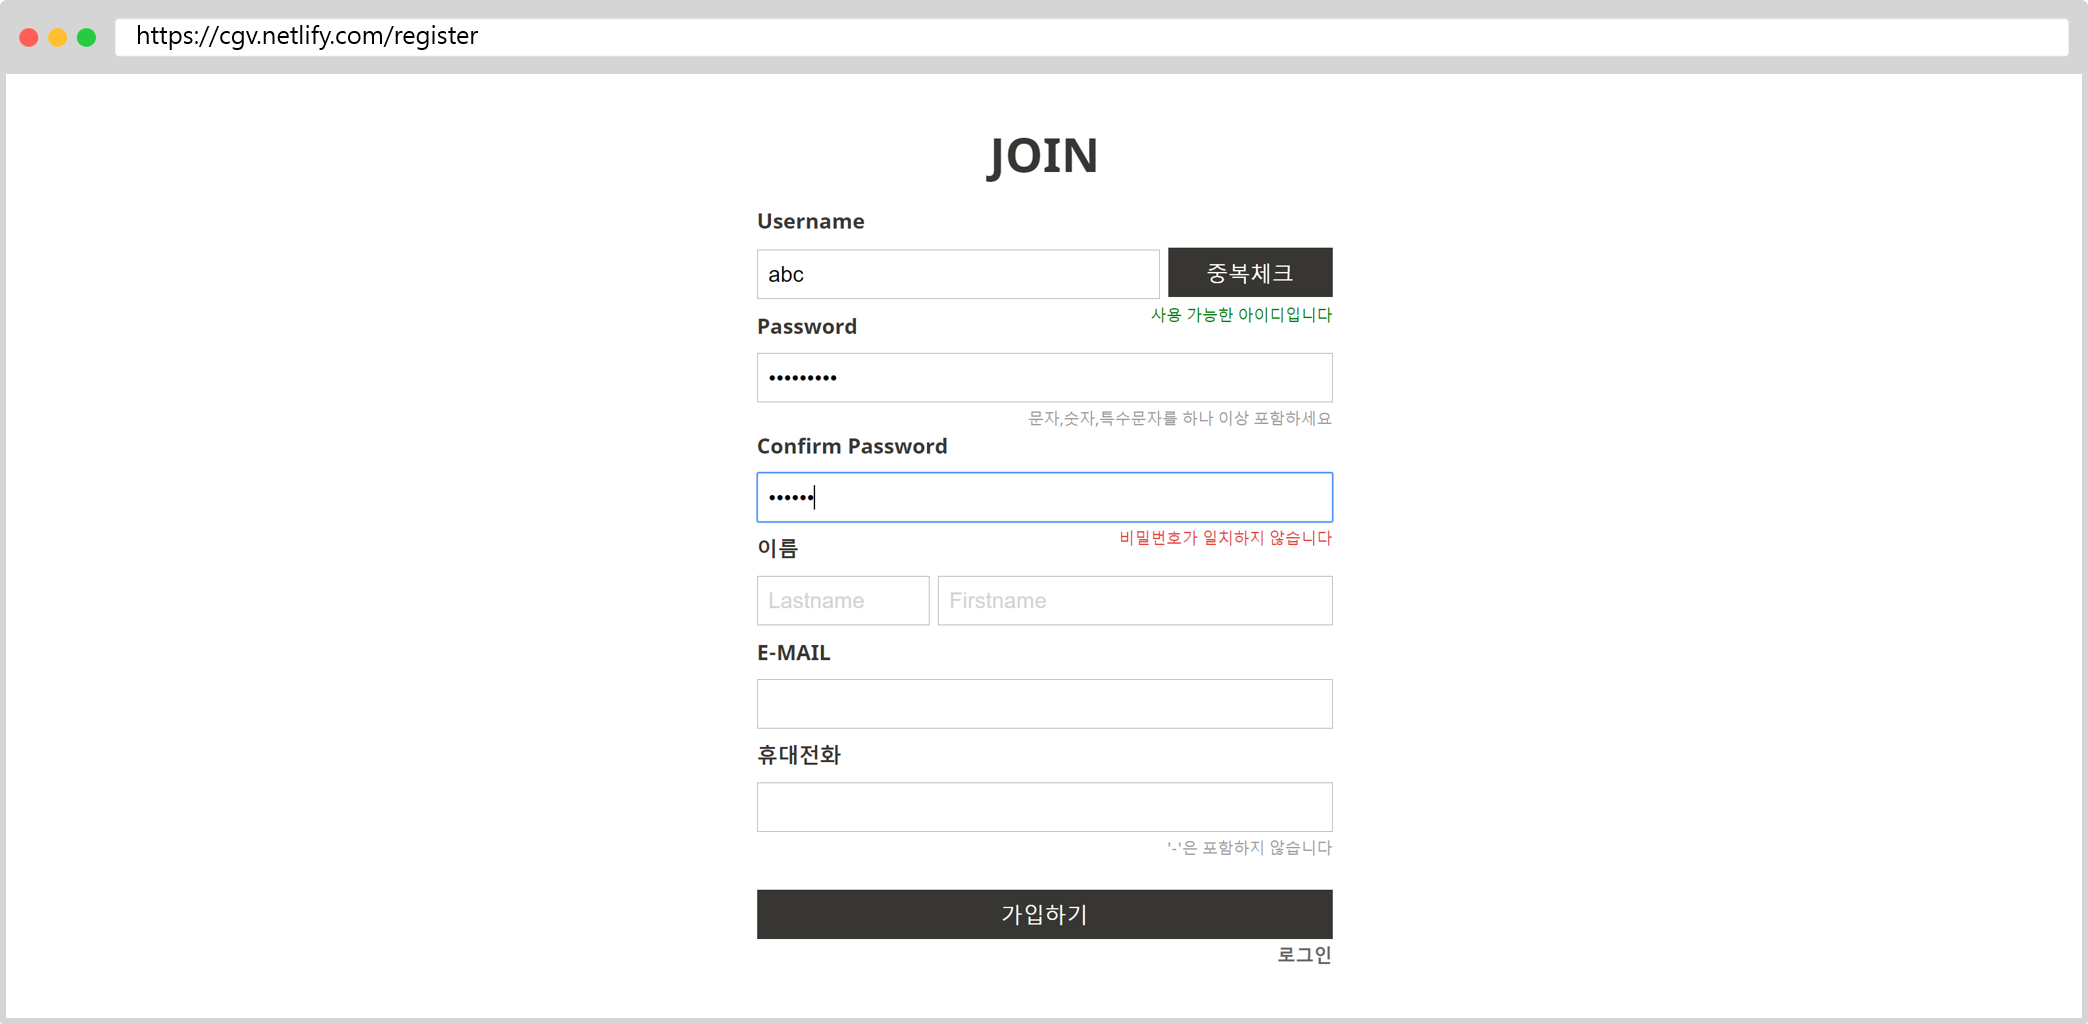 https://cgv.netlify.com/register
JOIN
Username
abc
중복체크
사용 가능한 아이디입니다
Password
•••••••••
문자,숫자,특수문자를 하나 이상 포함하세요
Confirm Password
••••••
비밀번호가 일치하지 않습니다
이름
Lastname Firstname
E-MAIL
휴대전화
'-'은 포함하지 않습니다
가입하기
로그인